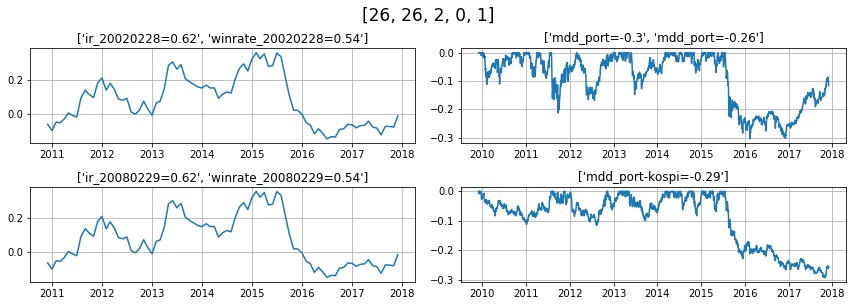 [26, 26, 2, 0, 1]
['ir_20020228=0.62', 'winrate_20020228=0.54']
0.2
0.0
2011 2012 2013 2014 2015 2016 2017 2018
['mdd_port=-0.3', 'mdd_port=-0.26']
0.0
−0.1
−0.2
−0.3
2010 2011 2012 2013 2014 2015 2016 2017 2018
['ir_20080229=0.62', 'winrate_20080229=0.54']
0.2
0.0
2011 2012 2013 2014 2015 2016 2017 2018
['mdd_port-kospi=-0.29']
0.0
−0.1
−0.2
−0.3
2010 2011 2012 2013 2014 2015 2016 2017 2018